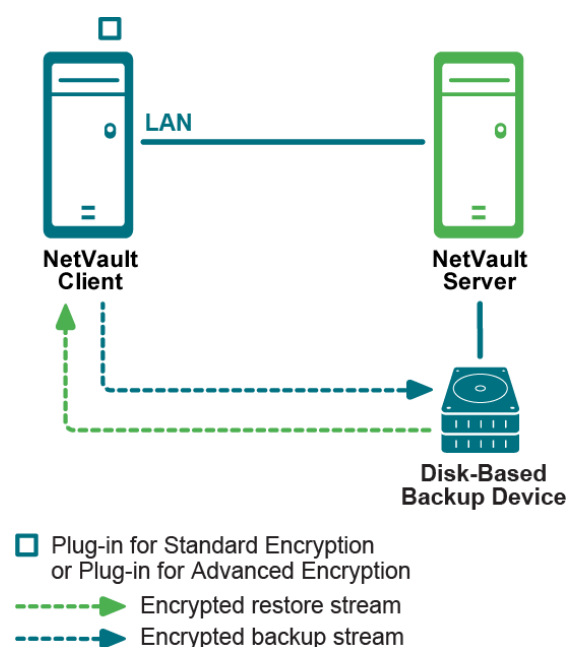 LAN
NetVault
Client
NetVault
Server
Disk-Based
Backup Device
Plug-in for Standard Encryption
or Plug-in for Advanced Encryption
Encrypted restore stream
Encrypted backup stream